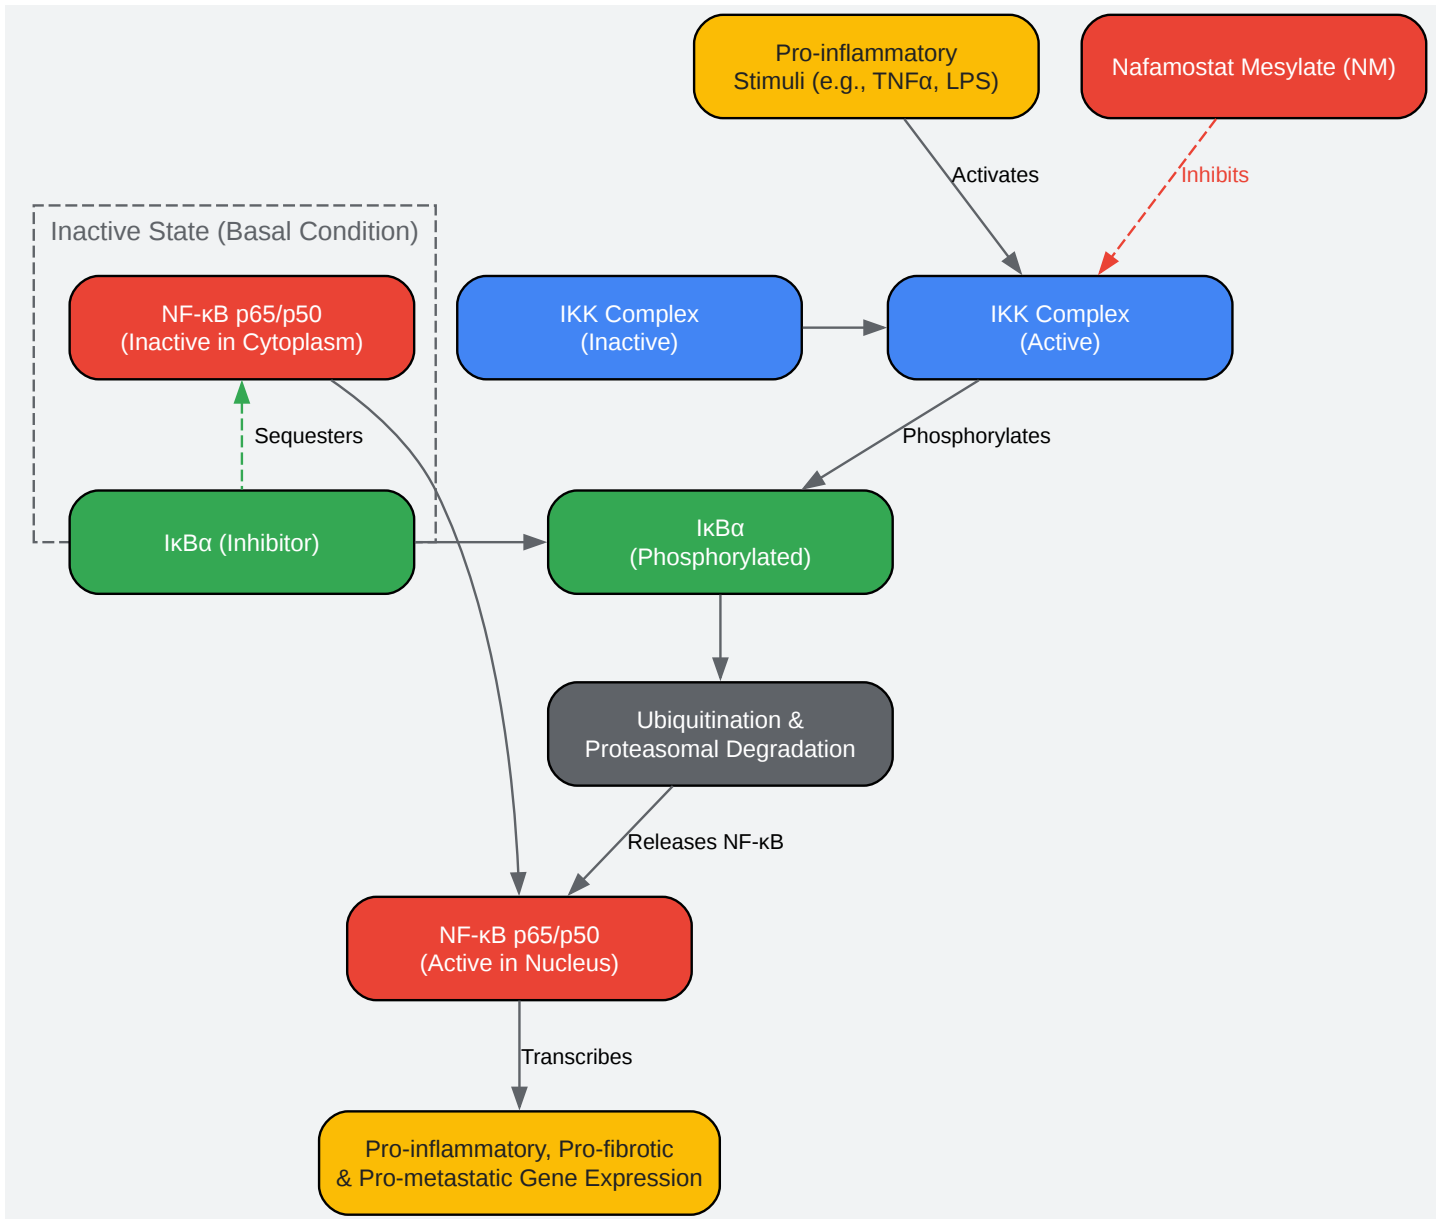 Pro-inflammatory
Stimuli (e.g., TNFα, LPS)
Nafamostat Mesylate (NM)
Activates
Inhibits
Inactive State (Basal Condition)
NF-κB p65/p50
(Inactive in Cytoplasm)
IKK Complex
(Inactive)
IKK Complex
(Active)
Sequesters
Phosphorylates
IκBα (Inhibitor)
IκBα
(Phosphorylated)
Ubiquitination &
Proteasomal Degradation
Releases NF-κB
NF-κB p65/p50
(Active in Nucleus)
Transcribes
Pro-inflammatory, Pro-fibrotic
& Pro-metastatic Gene Expression